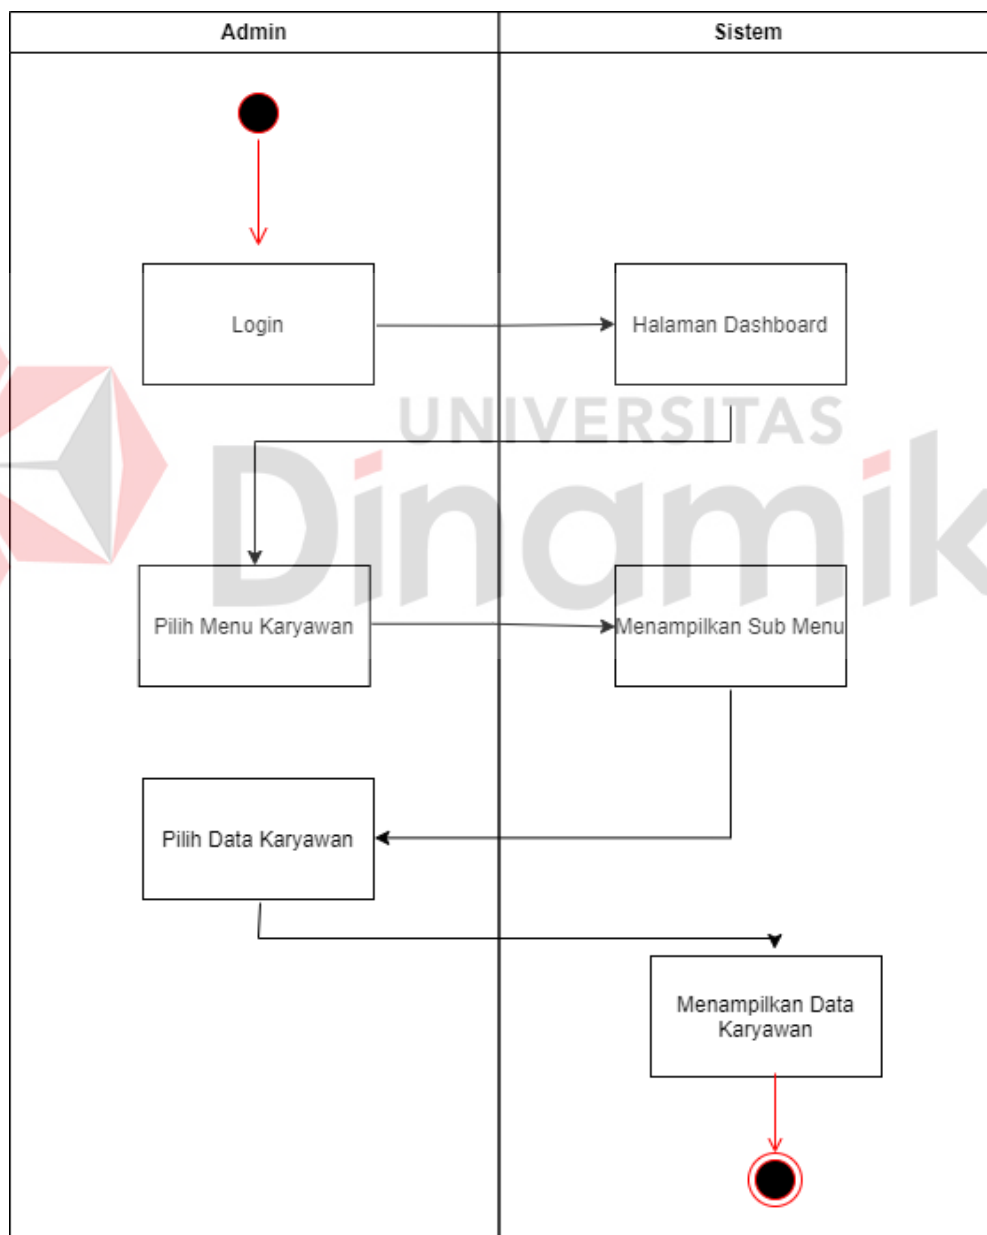 Admin
Sistem
Login
Halaman Dashboard
UNIVERSITAS
Dinamik
Pilih Menu Karyawan
Menampilkan Sub Menu
Pilih Data Karyawan
Menampilkan Data
Karyawan